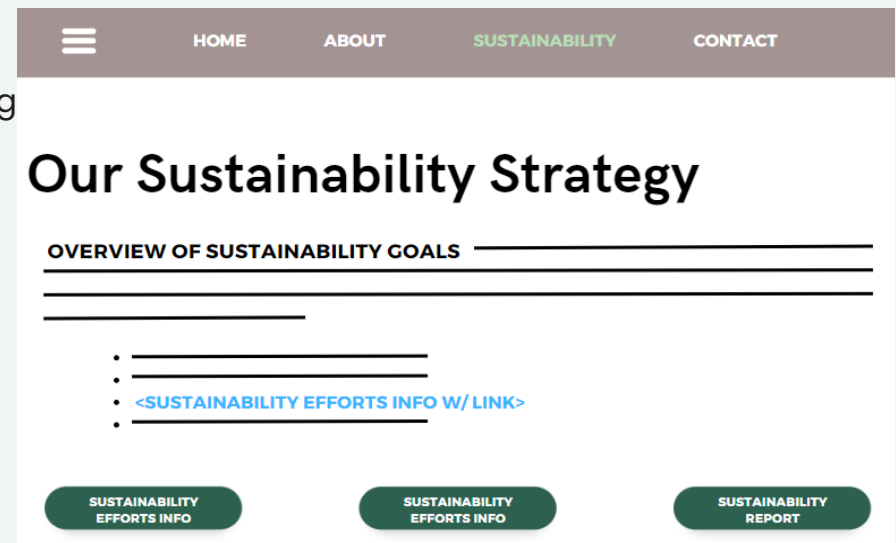 HOME ABOUT SUSTAINABILITY CONTACT
g
Our Sustainability Strategy
OVERVIEW OF SUSTAINABILITY GOALS
<SUSTAINABILITY EFFORTS INFO W/ LINK>
SUSTAINABILITY
EFFORTS INFO
SUSTAINABILITY
EFFORTS INFO
SUSTAINABILITY
REPORT